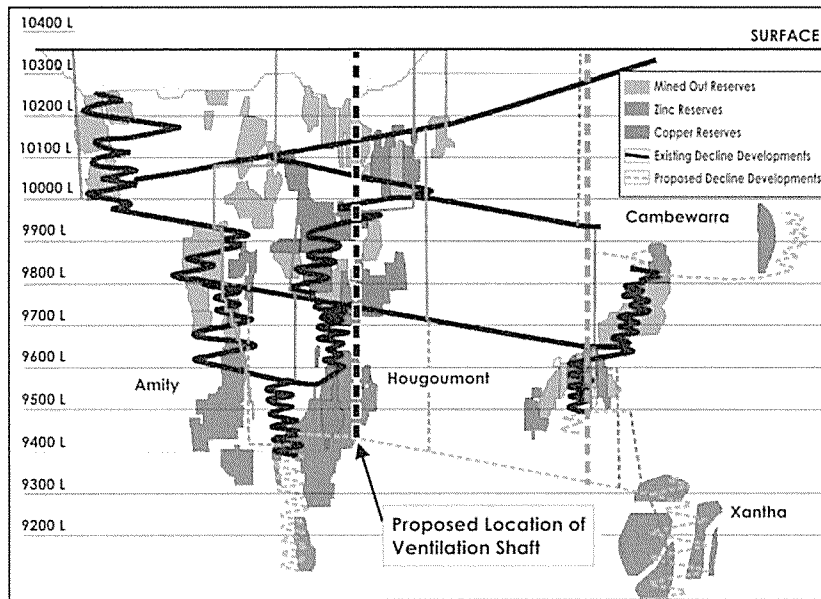 10400 L
SURFACE
10300 L
10200 L
10100 L
10000 L
9900 L
9800 L
9700 L
9600 L
9500 L
9400 L
9300 L
9200 L
Mined Out Reserves
Zinc Reserves
Copper Reserves
Existing Decline Developments
Proposed Decline Developments
Cambewarra
Amity
Hougoumont
Xantha
Proposed Location of
Ventilation Shaft